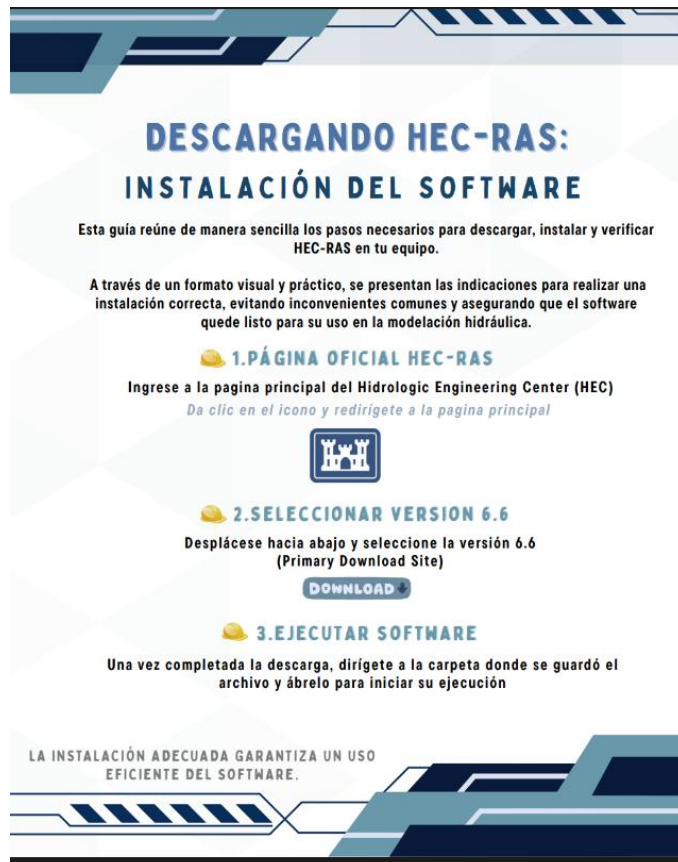 DESCARGANDO HEC-RAS:
INSTALACIÓN DEL SOFTWARE
Esta guía reúne de manera sencilla los pasos necesarios para descargar, instalar y verificar
HEC-RAS en tu equipo.
A través de un formato visual y práctico, se presentan las indicaciones para realizar una
instalación correcta, evitando inconvenientes comunes y asegurando que el software
quede listo para su uso en la modelación hidráulica.
1.PÁGINA OFICIAL HEC-RAS
Ingrese a la pagina principal del Hidrologic Engineering Center (HEC)
Da clic en el icono y redirígete a la pagina principal
2.SELECCIONAR VERSION 6.6
Desplácese hacia abajo y seleccione la versión 6.6
(Primary Download Site)
DOWNLOAD
3.EJECUTAR SOFTWARE
Una vez completada la descarga, dirígete a la carpeta donde se guardó el
archivo y ábrelo para iniciar su ejecución
LA INSTALACIÓN ADECUADA GARANTIZA UN USO
EFICIENTE DEL SOFTWARE.